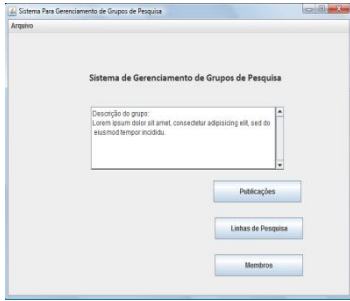 Sistema Para Gerenciamento de Grupos de Pesquisa
Arquivo
Sistema de Gerenciamento de Grupos de Pesquisa
Descrição do grupo:
Lorem ipsum dolor sit amet, consectetur adipisicing elit, sed do
eiusmod tempor incididu.
Publicações
Linhas de Pesquisa
Membros